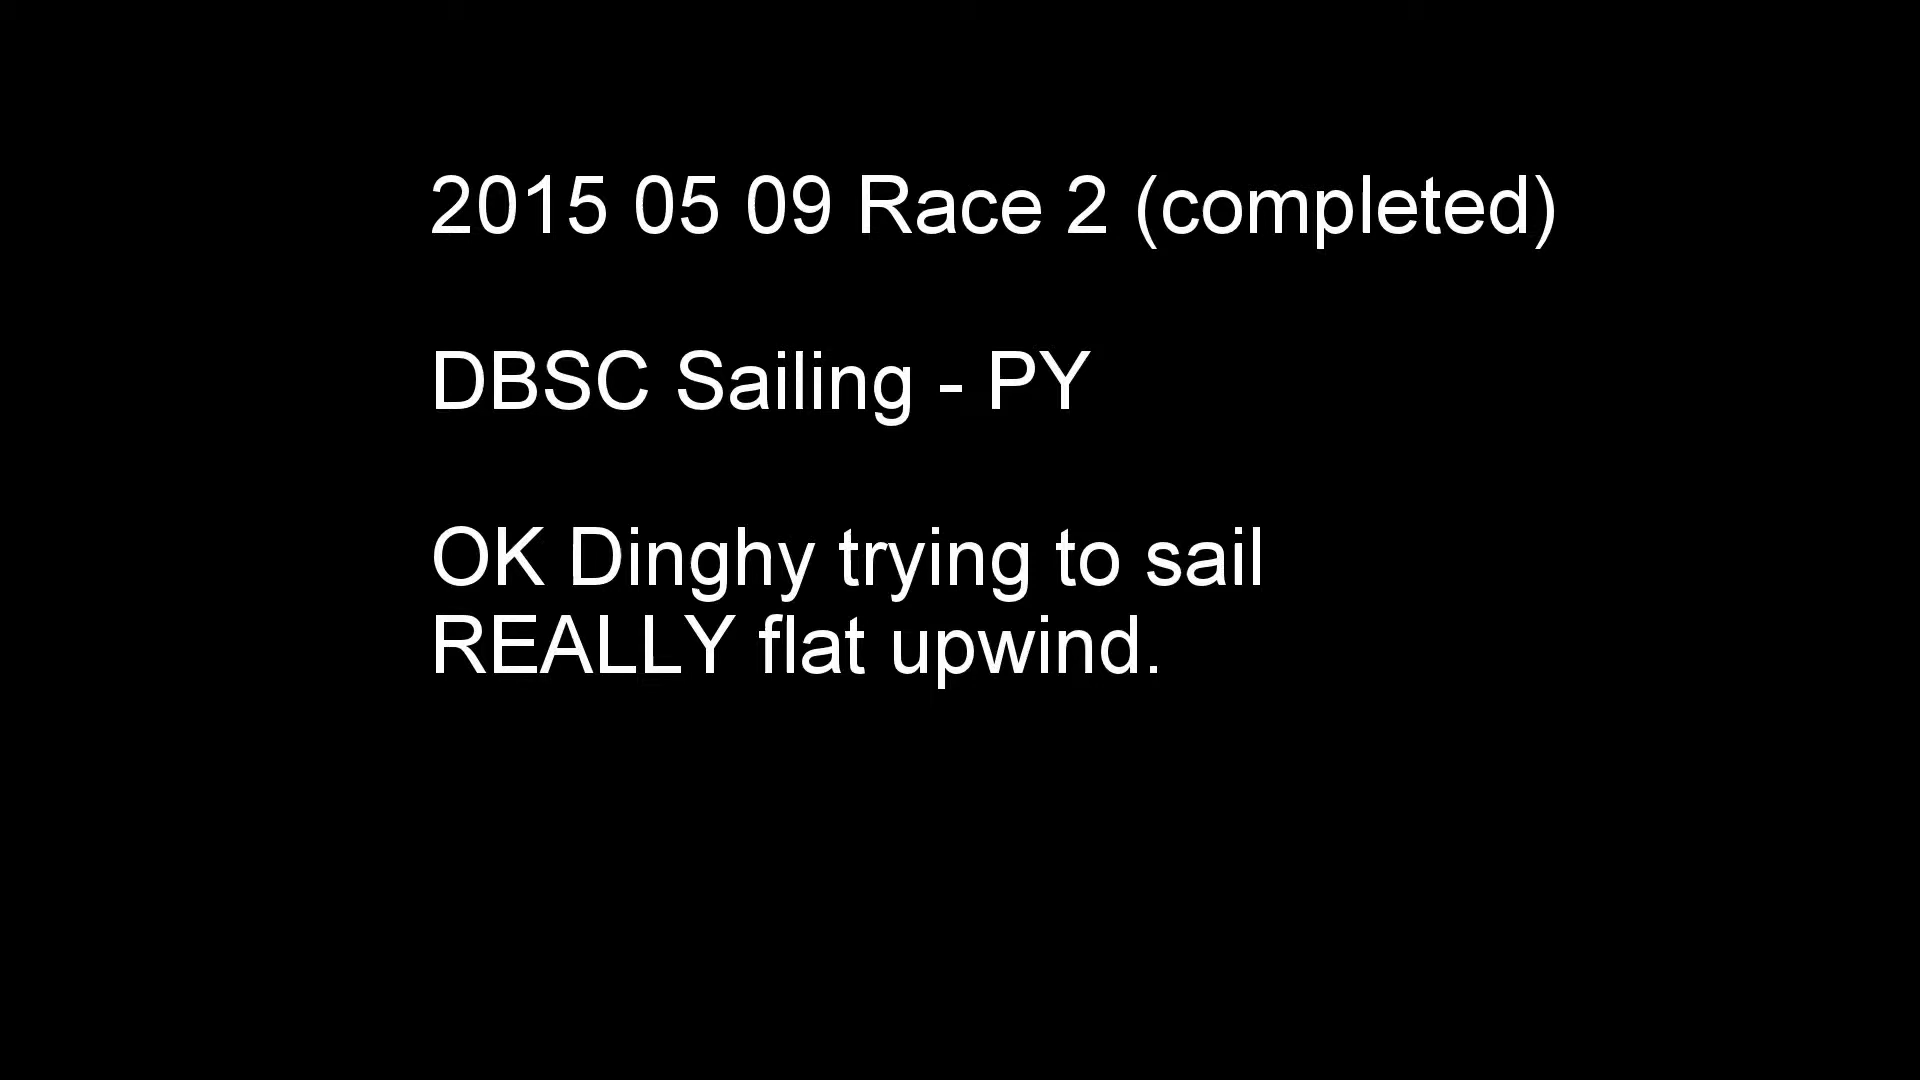 2015 05 09 Race 2 (completed)
DBSC Sailing - PY
OK Dinghy trying to sail
REALLY flat upwind.